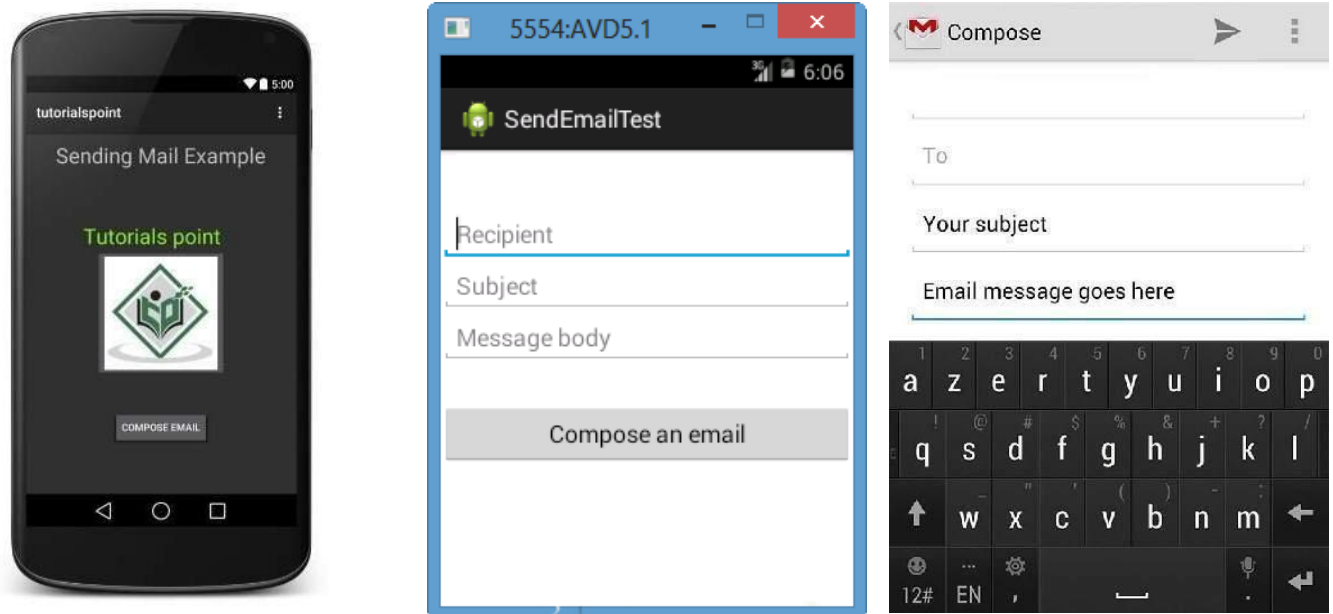 5:00
tutorialspoint
Sending Mail Example
Tutorials point
COMPOSE EMAIL
5554:AVD5.1
3G 6:06
SendEmailTest
Recipient
Subject
Message body
Compose an email
Compose
To
Your subject
Email message goes here
1 2 3 4 5 6 7 8 9 0
a z e r t y u i o p
! @ # $ % & + ? /
q s d f g h j k l
_ " ' ( ) - :
w x c v b n m
12# EN , .